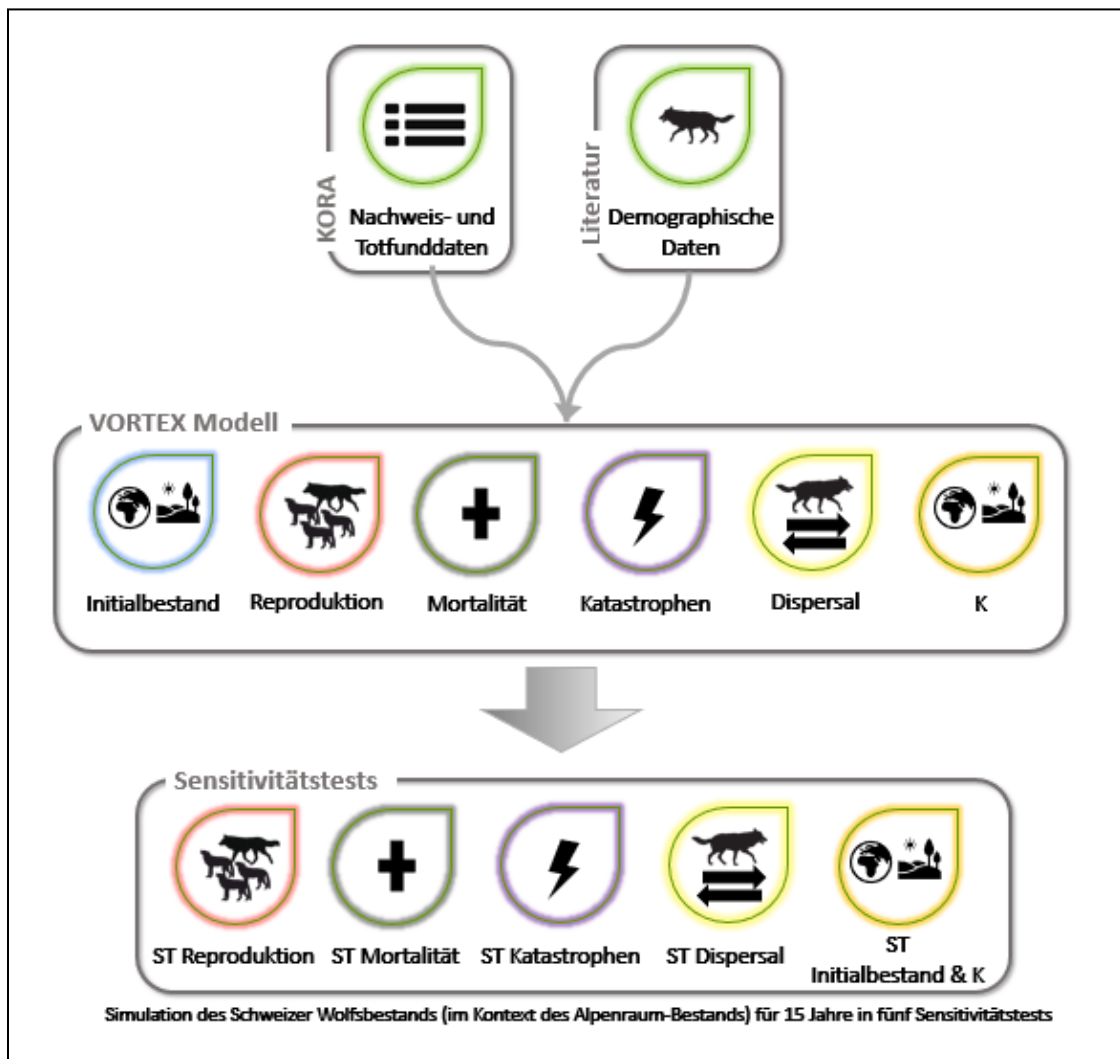 KORA
Nachweis- und
Totfunddaten
Literatur
Demographische
Daten
VORTEX Modell
Initialbestand
Reproduktion
Mortalität
Katastrophen
Dispersal
K
Sensitivitätstests
ST Reproduktion
ST Mortalität
ST Katastrophen
ST Dispersal
ST
Initialbestand & K
Simulation des Schweizer Wolfsbestands (im Kontext des Alpenraum-Bestands) für 15 Jahre in fünf Sensitivitätstests